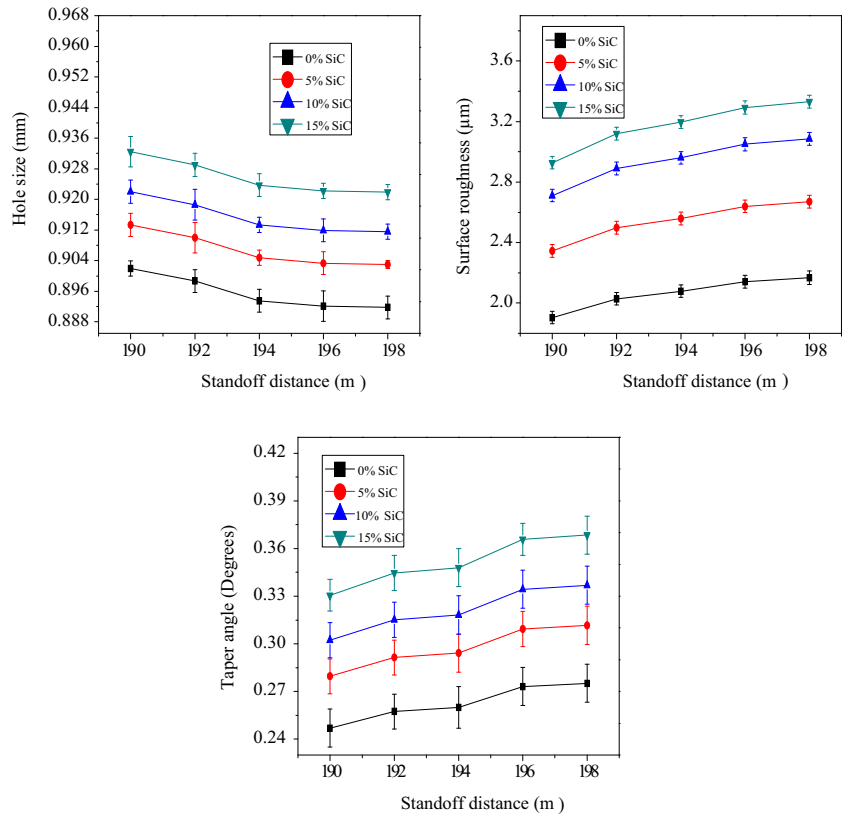 0.968
0.960
0.952
0.944
0.936
0.928
0.920
0.912
0.904
0.896
0.888
Hole size (mm)
0% SiC
5% SiC
10% SiC
15% SiC
190 192 194 196 198
Standoff distance (m )
3.6
3.2
2.8
2.4
2.0
Surface roughness (µm)
0% SiC
5% SiC
10% SiC
15% SiC
190 192 194 196 198
Standoff distance (m )
0.42
0.39
0.36
0.33
0.30
0.27
0.24
Taper angle (Degrees)
0% SiC
5% SiC
10% SiC
15% SiC
190 192 194 196 198
Standoff distance (m )